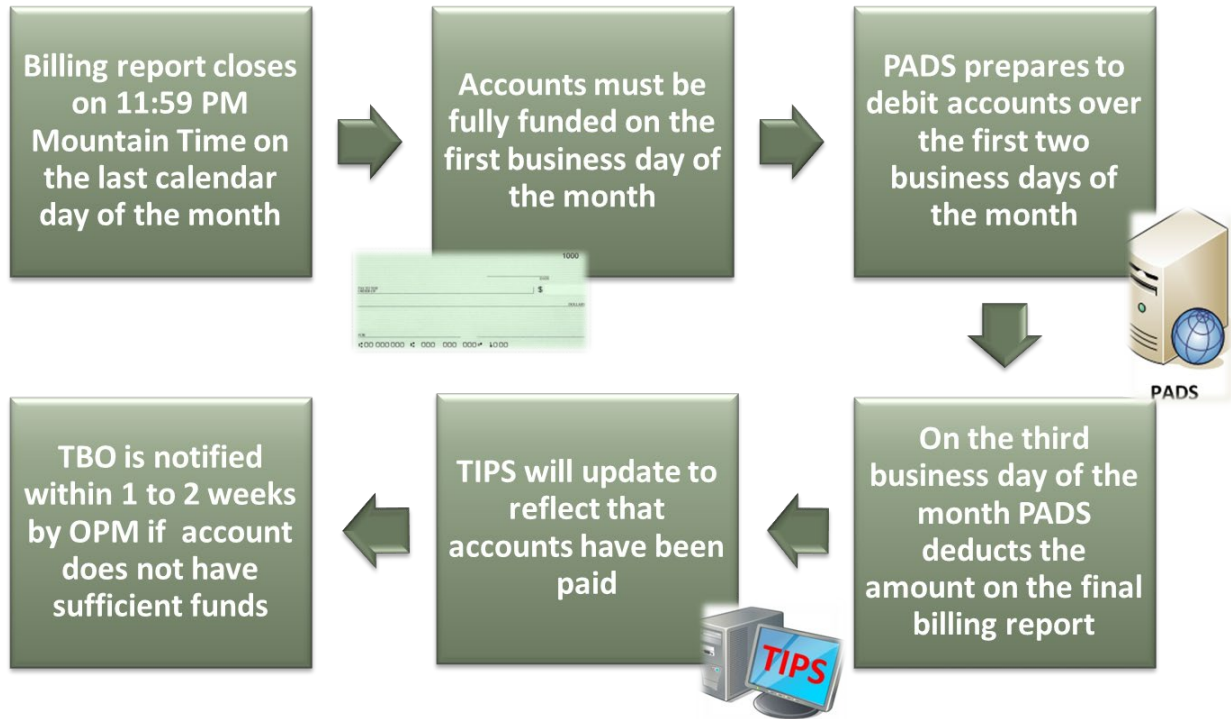 Billing report closes
on 11:59 PM
Mountain Time on
the last calendar
day of the month
Accounts must be
fully funded on the
first business day of
the month
1000
$
PADS prepares to
debit accounts over
the first two
business days of
the month
PADS
On the third
business day of the
month PADS
deducts the
amount on the final
billing report
TIPS will update to
reflect that
accounts have been
paid
TIPS
TBO is notified
within 1 to 2 weeks
by OPM if  account
does not have
sufficient funds